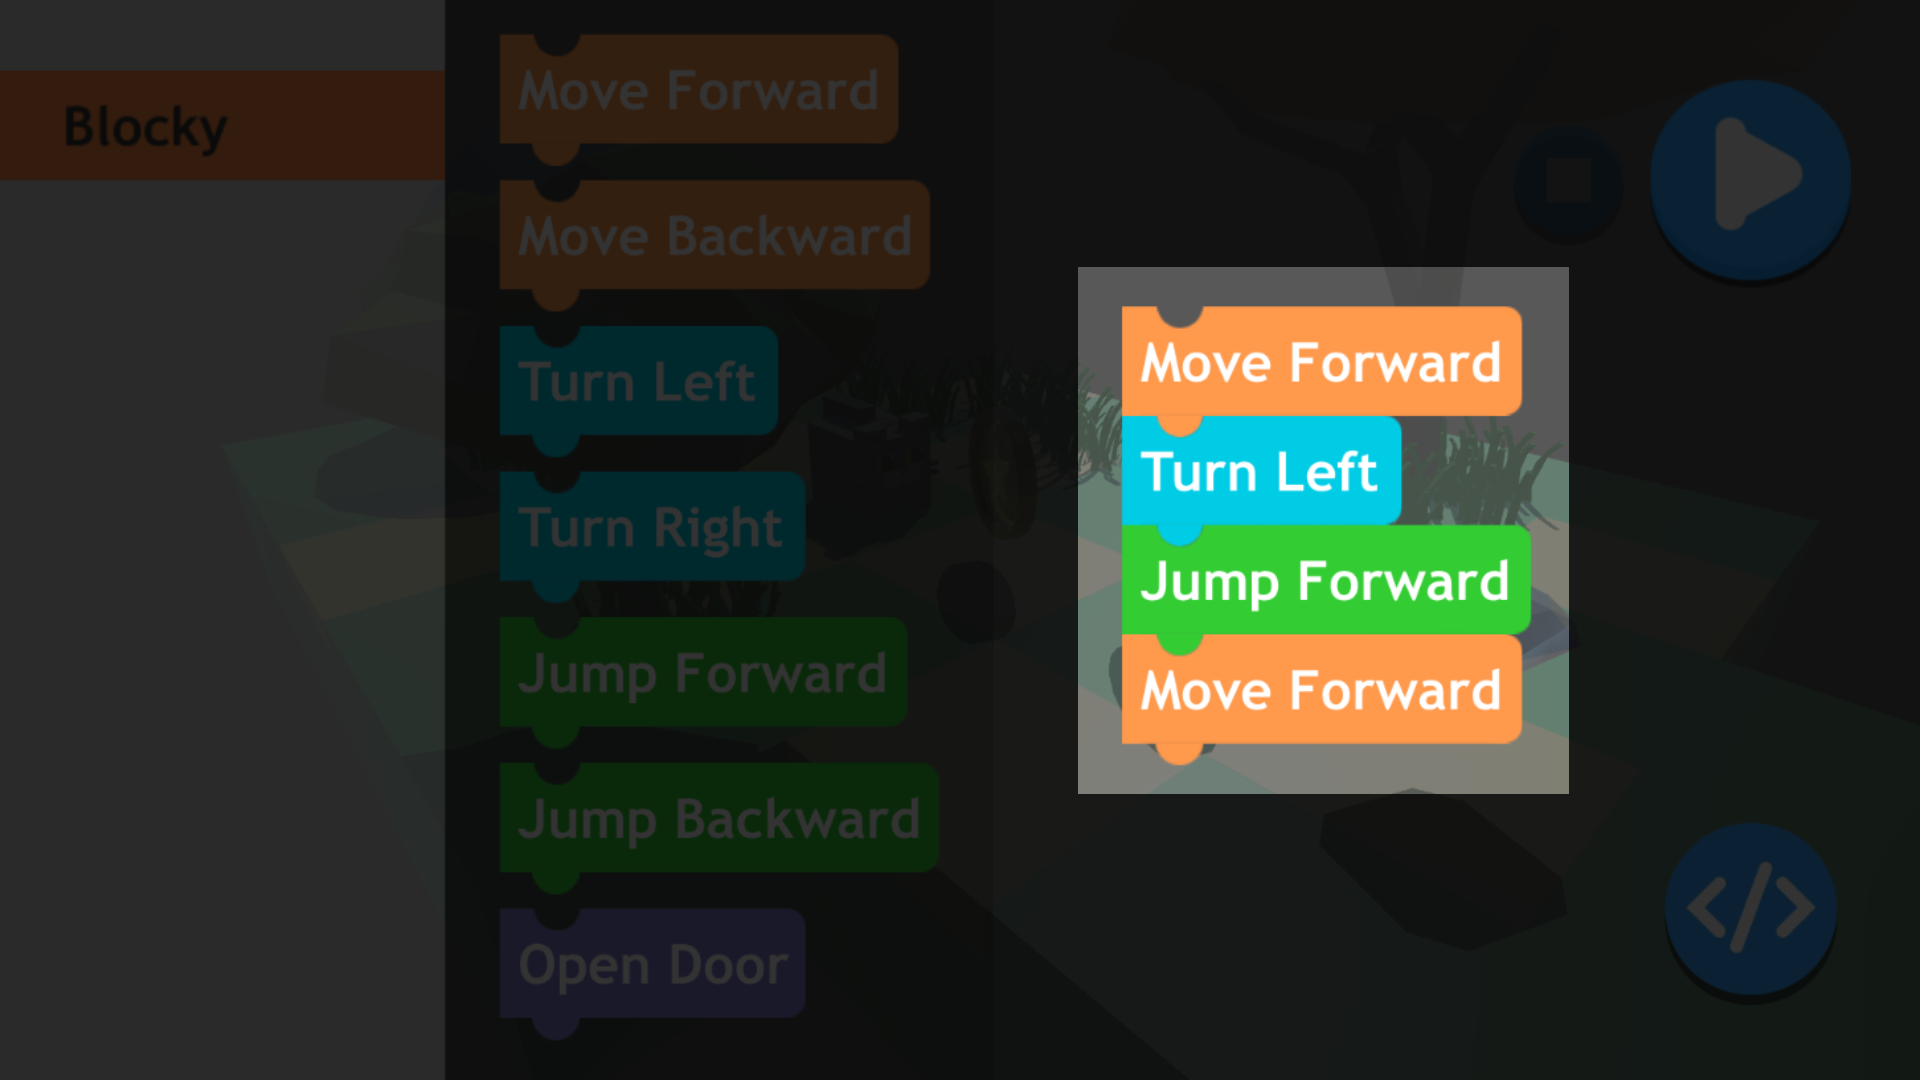 Blocky
Move Forward
Move Backward
Turn Left
Turn Right
Jump Forward
Jump Backward
Open Door
Move Forward
Turn Left
Jump Forward
Move Forward